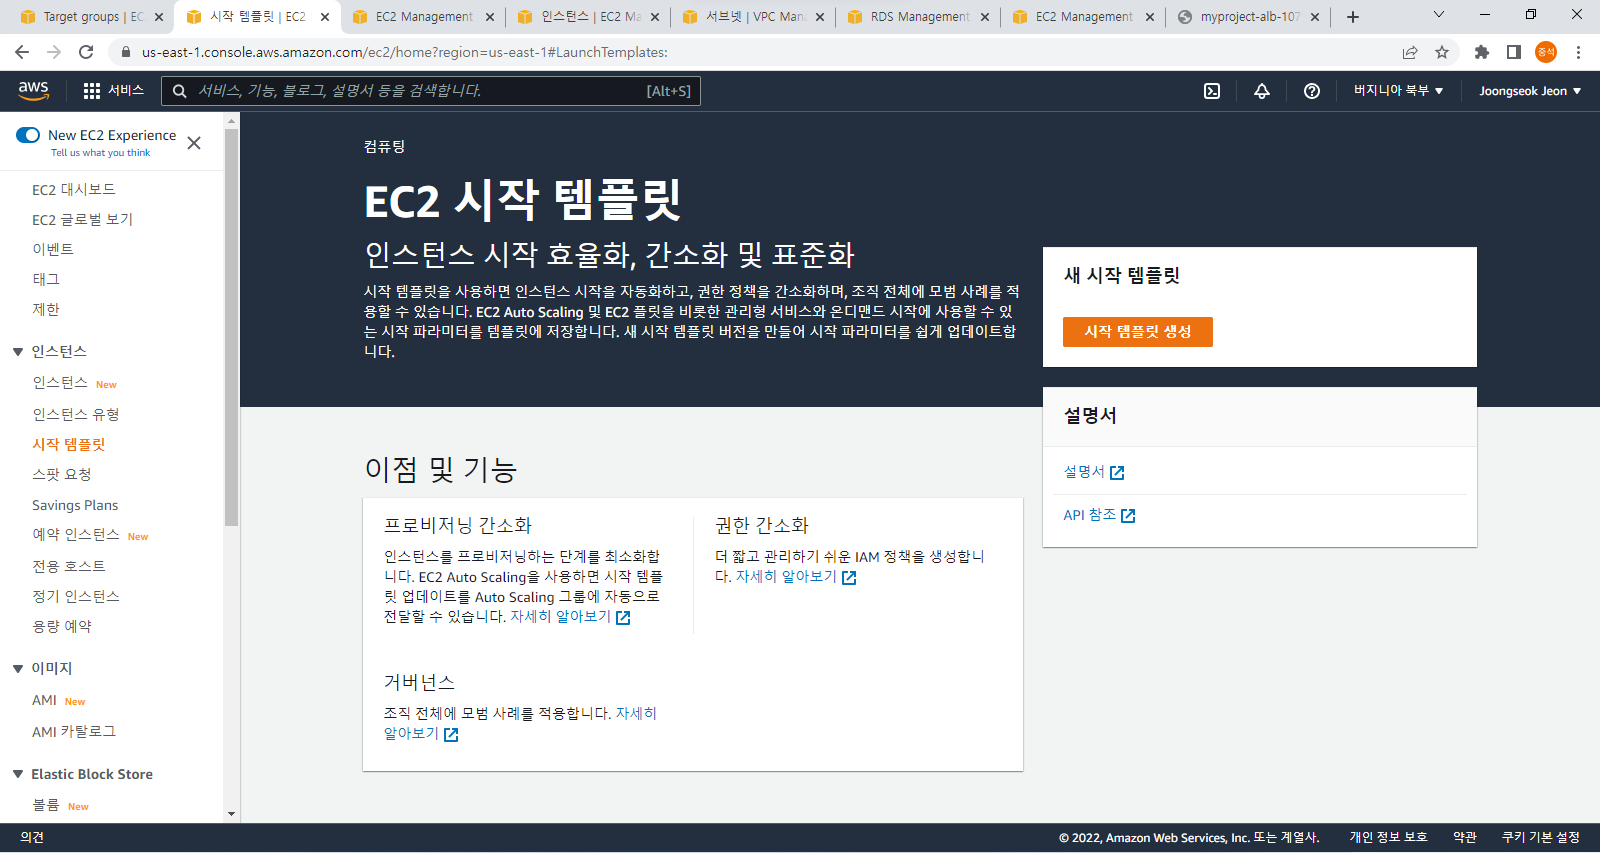 Target groups | EC
시작 템플릿 | EC2
EC2 Management
인스턴스 | EC2 Ma
서브넷 | VPC Man
RDS Management
EC2 Management
myproject-alb-107
us-east-1.console.aws.amazon.com/ec2/home?region=us-east-1#LaunchTemplates:
중석
aws
서비스
서비스, 기능, 블로그, 설명서 등을 검색합니다.
[Alt+S]
버지니아 북부
Joongseok Jeon
New EC2 Experience
Tell us what you think
EC2 대시보드
EC2 글로벌 보기
이벤트
태그
제한
인스턴스
인스턴스 New
인스턴스 유형
시작 템플릿
스팟 요청
Savings Plans
예약 인스턴스 New
전용 호스트
정기 인스턴스
용량 예약
이미지
AMI New
AMI 카탈로그
Elastic Block Store
볼륨 New
컴퓨팅
EC2 시작 템플릿
인스턴스 시작 효율화, 간소화 및 표준화
시작 템플릿을 사용하면 인스턴스 시작을 자동화하고, 권한 정책을 간소화하며, 조직 전체에 모범 사례를 적
용할 수 있습니다. EC2 Auto Scaling 및 EC2 플릿을 비롯한 관리형 서비스와 온디맨드 시작에 사용할 수 있
는 시작 파라미터를 템플릿에 저장합니다. 새 시작 템플릿 버전을 만들어 시작 파라미터를 쉽게 업데이트합
니다.
새 시작 템플릿
시작 템플릿 생성
설명서
설명서
API 참조
이점 및 기능
프로비저닝 간소화
인스턴스를 프로비저닝하는 단계를 최소화합
니다. EC2 Auto Scaling을 사용하면 시작 템플
릿 업데이트를 Auto Scaling 그룹에 자동으로
전달할 수 있습니다. 자세히 알아보기
권한 간소화
더 짧고 관리하기 쉬운 IAM 정책을 생성합니
다. 자세히 알아보기
거버넌스
조직 전체에 모범 사례를 적용합니다. 자세히
알아보기
의견
© 2022, Amazon Web Services, Inc. 또는 계열사.
개인 정보 보호
약관
쿠키 기본 설정